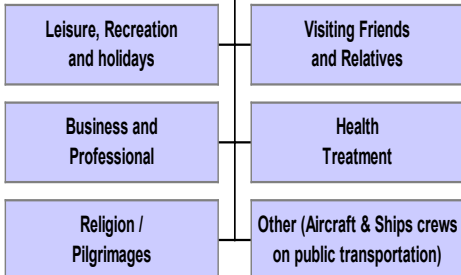 Leisure, Recreation
and holidays
Visiting Friends
and Relatives
Business and
Professional
Health
Treatment
Religion /
Pilgrimages
Other (Aircraft & Ships crews
on public transportation)